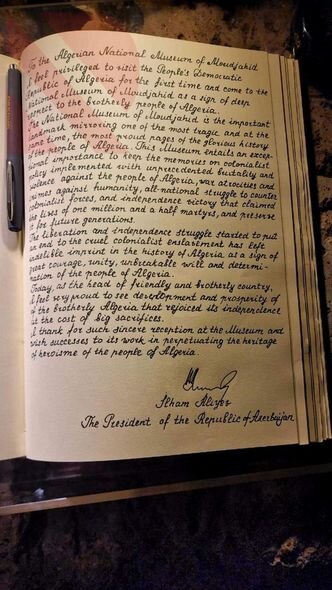 To the Algerian National Museum of Moudjahid
I feel privileged to visit the People's Democratic
Republic of Algeria for the first time and come to the
National Museum of Moudjahid as a sign of deep
respect to the brotherly people of Algeria.
The National Museum of Moudjahid is the important
landmark mirroring one of the most tragic and at the
same time, the most proud pages of the glorious history
of the people of Algeria. This Museum entails an excep-
tional importance to keep the memories on colonialist
policy implemented with unprecedented brutality and
violence against the people of Algeria, war atrocities and
crimes against humanity, all-national struggle to counter
colonialist forces, and independence victory that claimed
the lives of one million and a half martyrs, and preserve
it for future generations.
The liberation and independence struggle started to put
an end to the cruel colonialist enslavement has left
indelible imprint in the history of Algeria as a sign of
great courage, unity, unbreakable will and determi-
nation of the people of Algeria.
Today, as the head of friendly and brotherly country,
I feel very proud to see development and prosperity of
the brotherly Algeria that rejoiced its independence
at the cost of big sacrifices.
I thank for such sincere reception at the Museum and
wish successes to its work in perpetuating the heritage
of heroisme of the people of Algeria.
Ilham Aliyev
The President of the Republic of Azerbaijan